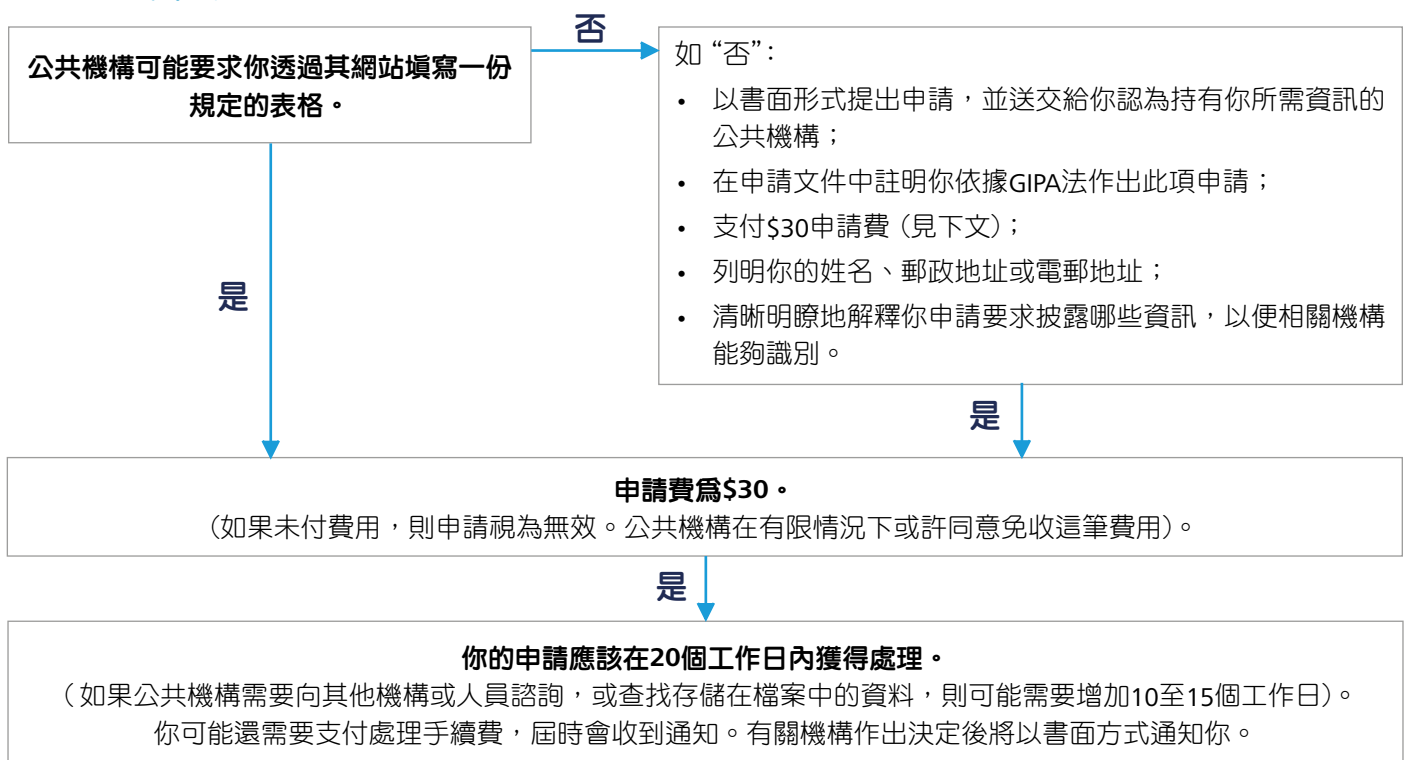 公共機構可能要求你透過其網站填寫一份
規定的表格。
否
如 “否”：
• 以書面形式提出申請，並送交給你認為持有你所需資訊的
公共機構；
• 在申請文件中註明你依據GIPA法作出此項申請；
• 支付$30申請費（見下文）；
• 列明你的姓名、郵政地址或電郵地址；
• 清晰明瞭地解釋你申請要求披露哪些資訊，以便相關機構
能夠識別。
是
是
申請費爲$30。
（如果未付費用，則申請視為無效。公共機構在有限情況下或許同意免收這筆費用）。
是
你的申請應該在20個工作日內獲得處理。
（如果公共機構需要向其他機構或人員諮詢，或查找存儲在檔案中的資料，則可能需要增加10至15個工作日）。
你可能還需要支付處理手續費，屆時會收到通知。有關機構作出決定後將以書面方式通知你。